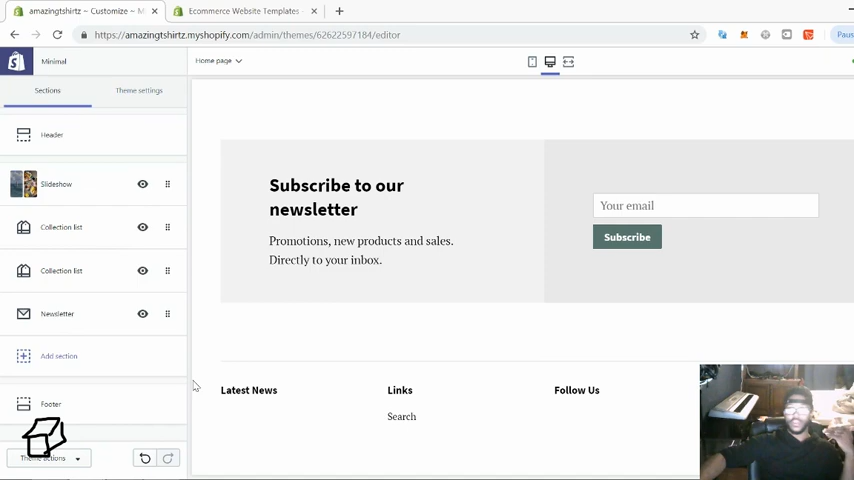 amazingtshirtz ~ Customize ~ M
Ecommerce Website Templates -
https://amazingtshirtz.myshopify.com/admin/themes/62622597184/editor
Paus
Minimal
Home page
Sections
Theme settings
Header
Slideshow
Collection list
Collection list
Newsletter
Add section
Footer
Theme actions
Subscribe to our
newsletter
Promotions, new products and sales.
Directly to your inbox.
Your email
Subscribe
Latest News
Links
Follow Us
Search